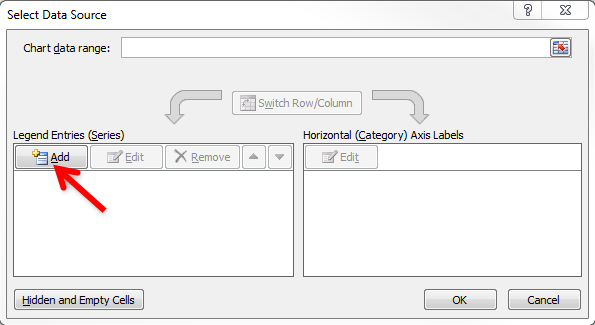 Select Data Source
?
Chart data range:
Switch Row/Column
Legend Entries (Series)
Horizontal (Category) Axis Labels
Add Edit Remove
Edit
Hidden and Empty Cells
OK
Cancel